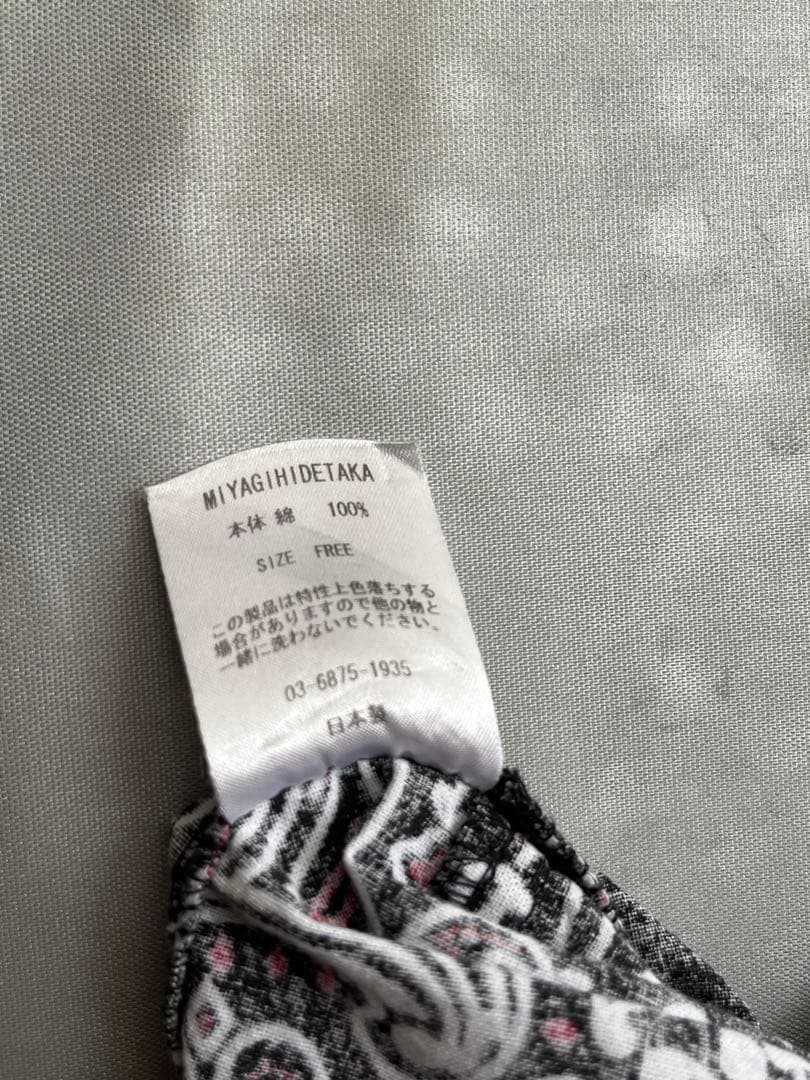 MIYAGIHIDETAKA
本体 綿 100%
SIZE FREE
この製品は特性上色落ちする
場合がありますので他の物と
一緒に洗わないでください。
03-6875-1935
日本製